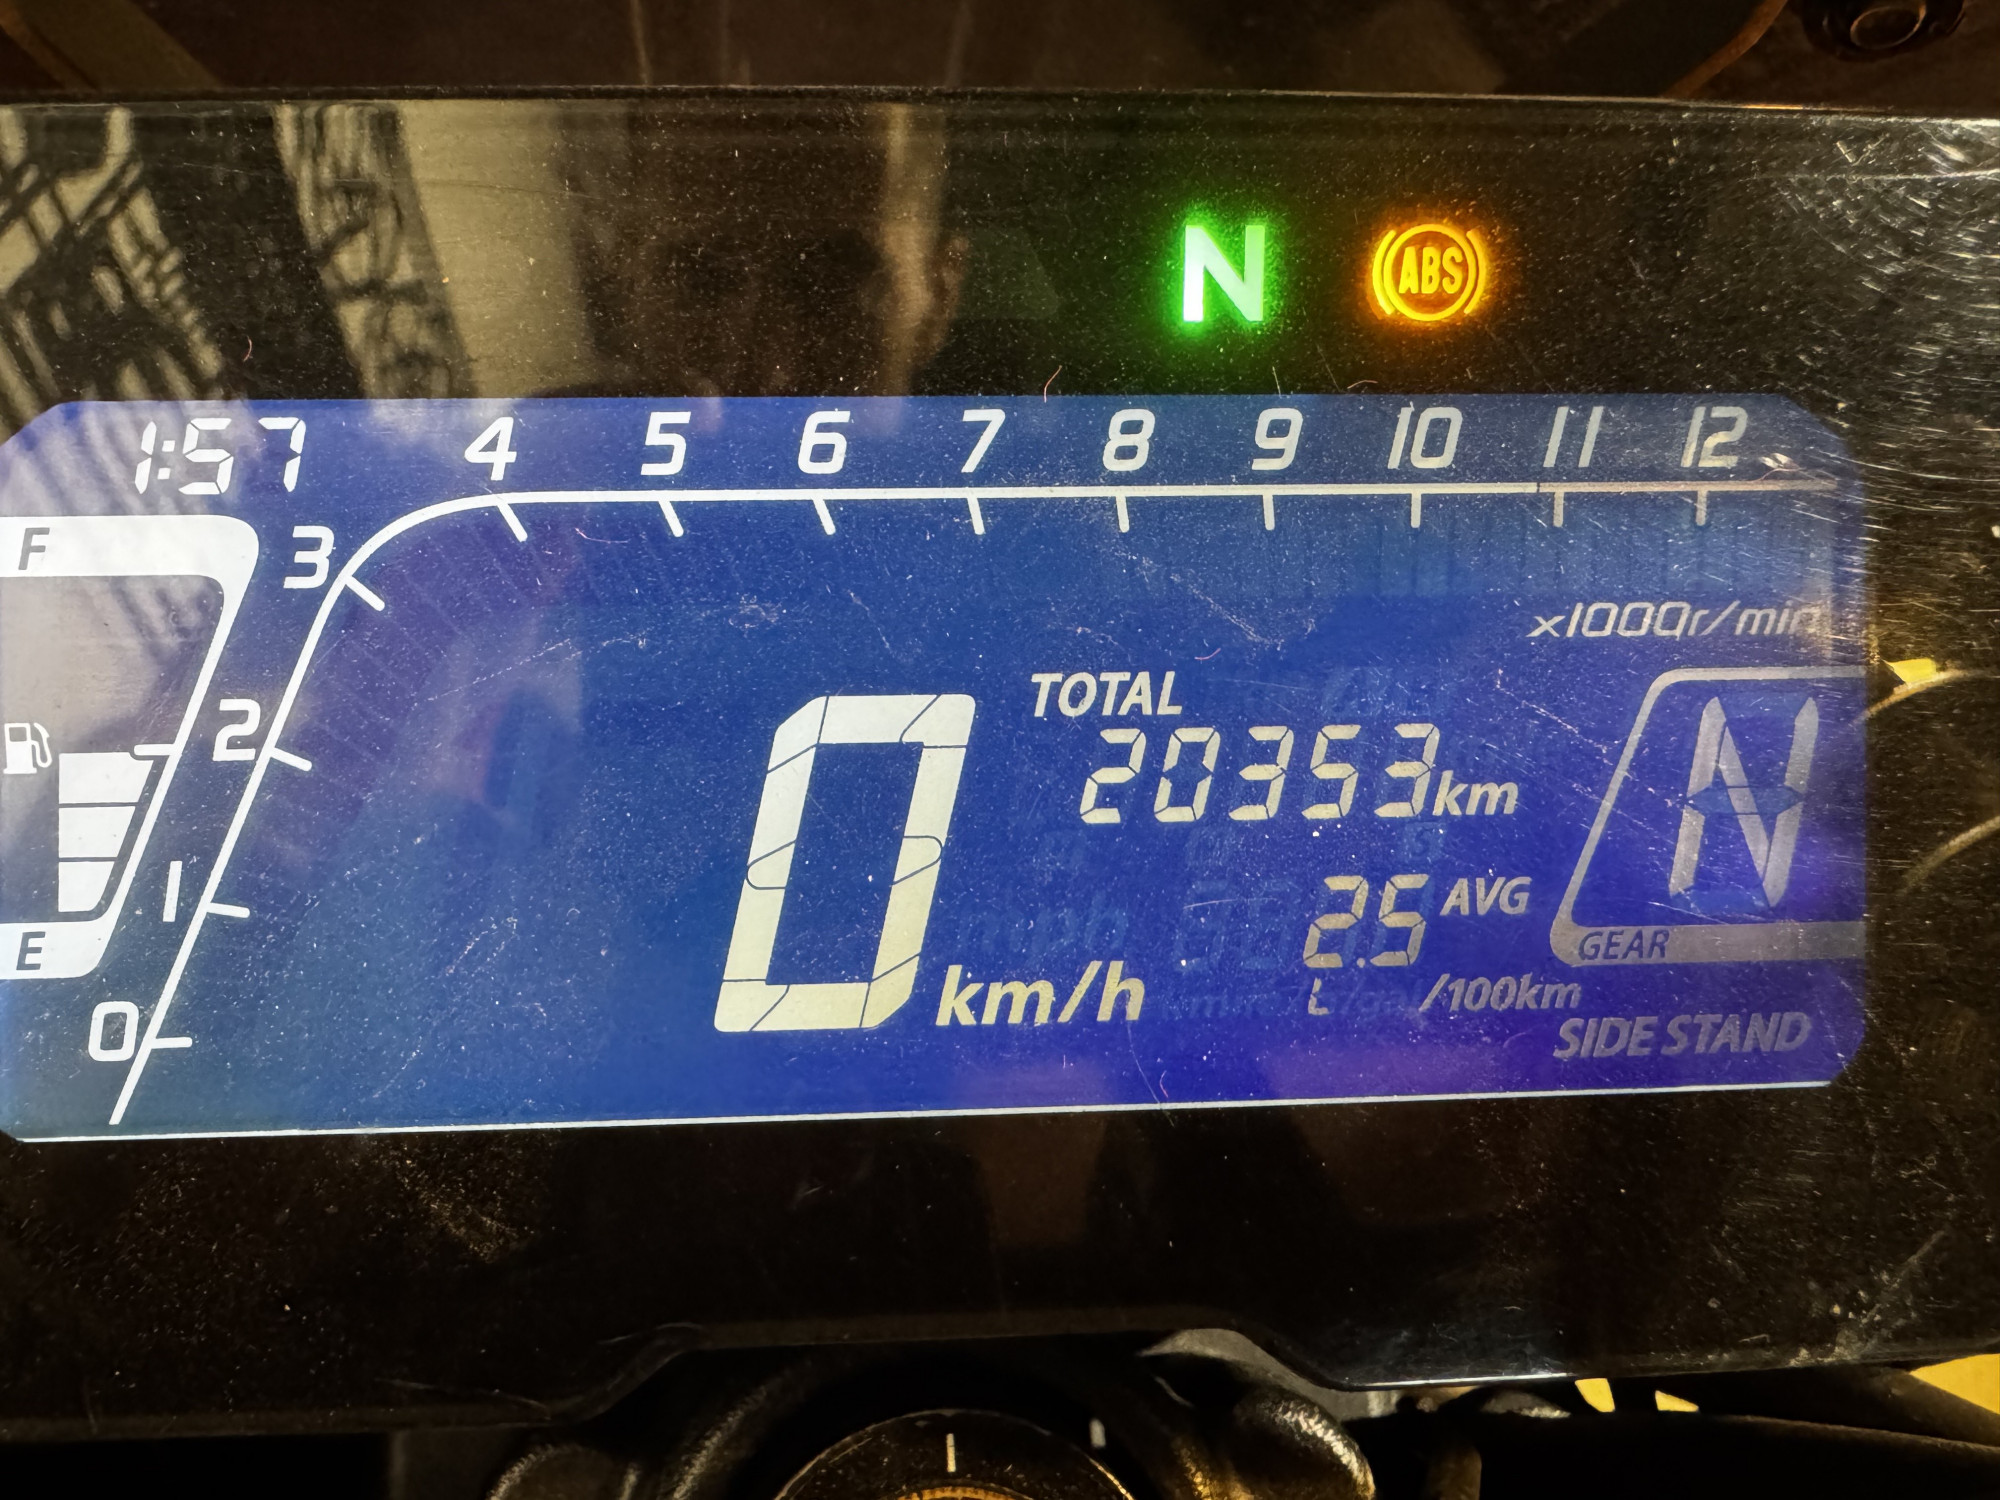 N ABS
1:57 4 5 6 7 8 9 10 11 12
F
3
x1000r/min
TOTAL
2
20353km
N
0
1
2.5 AVG
E
GEAR
km/h
L /100km
0
SIDE STAND